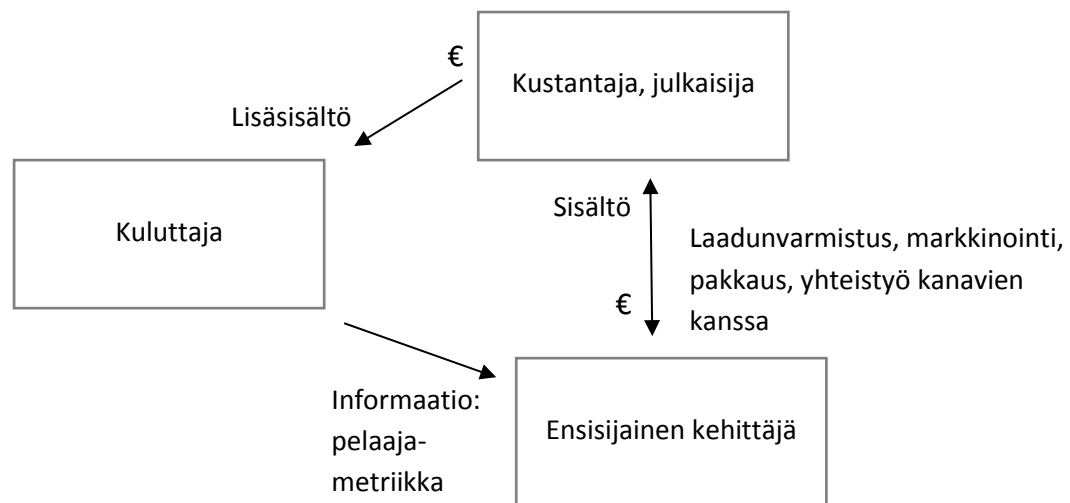 €
Kustantaja, julkaisija
Lisäsisältö
Kuluttaja
Sisältö
Laadunvarmistus, markkinointi,
pakkaus, yhteistyö kanavien
kanssa
€
Informaatio:
pelaaja-
metriikka
Ensisijainen kehittäjä